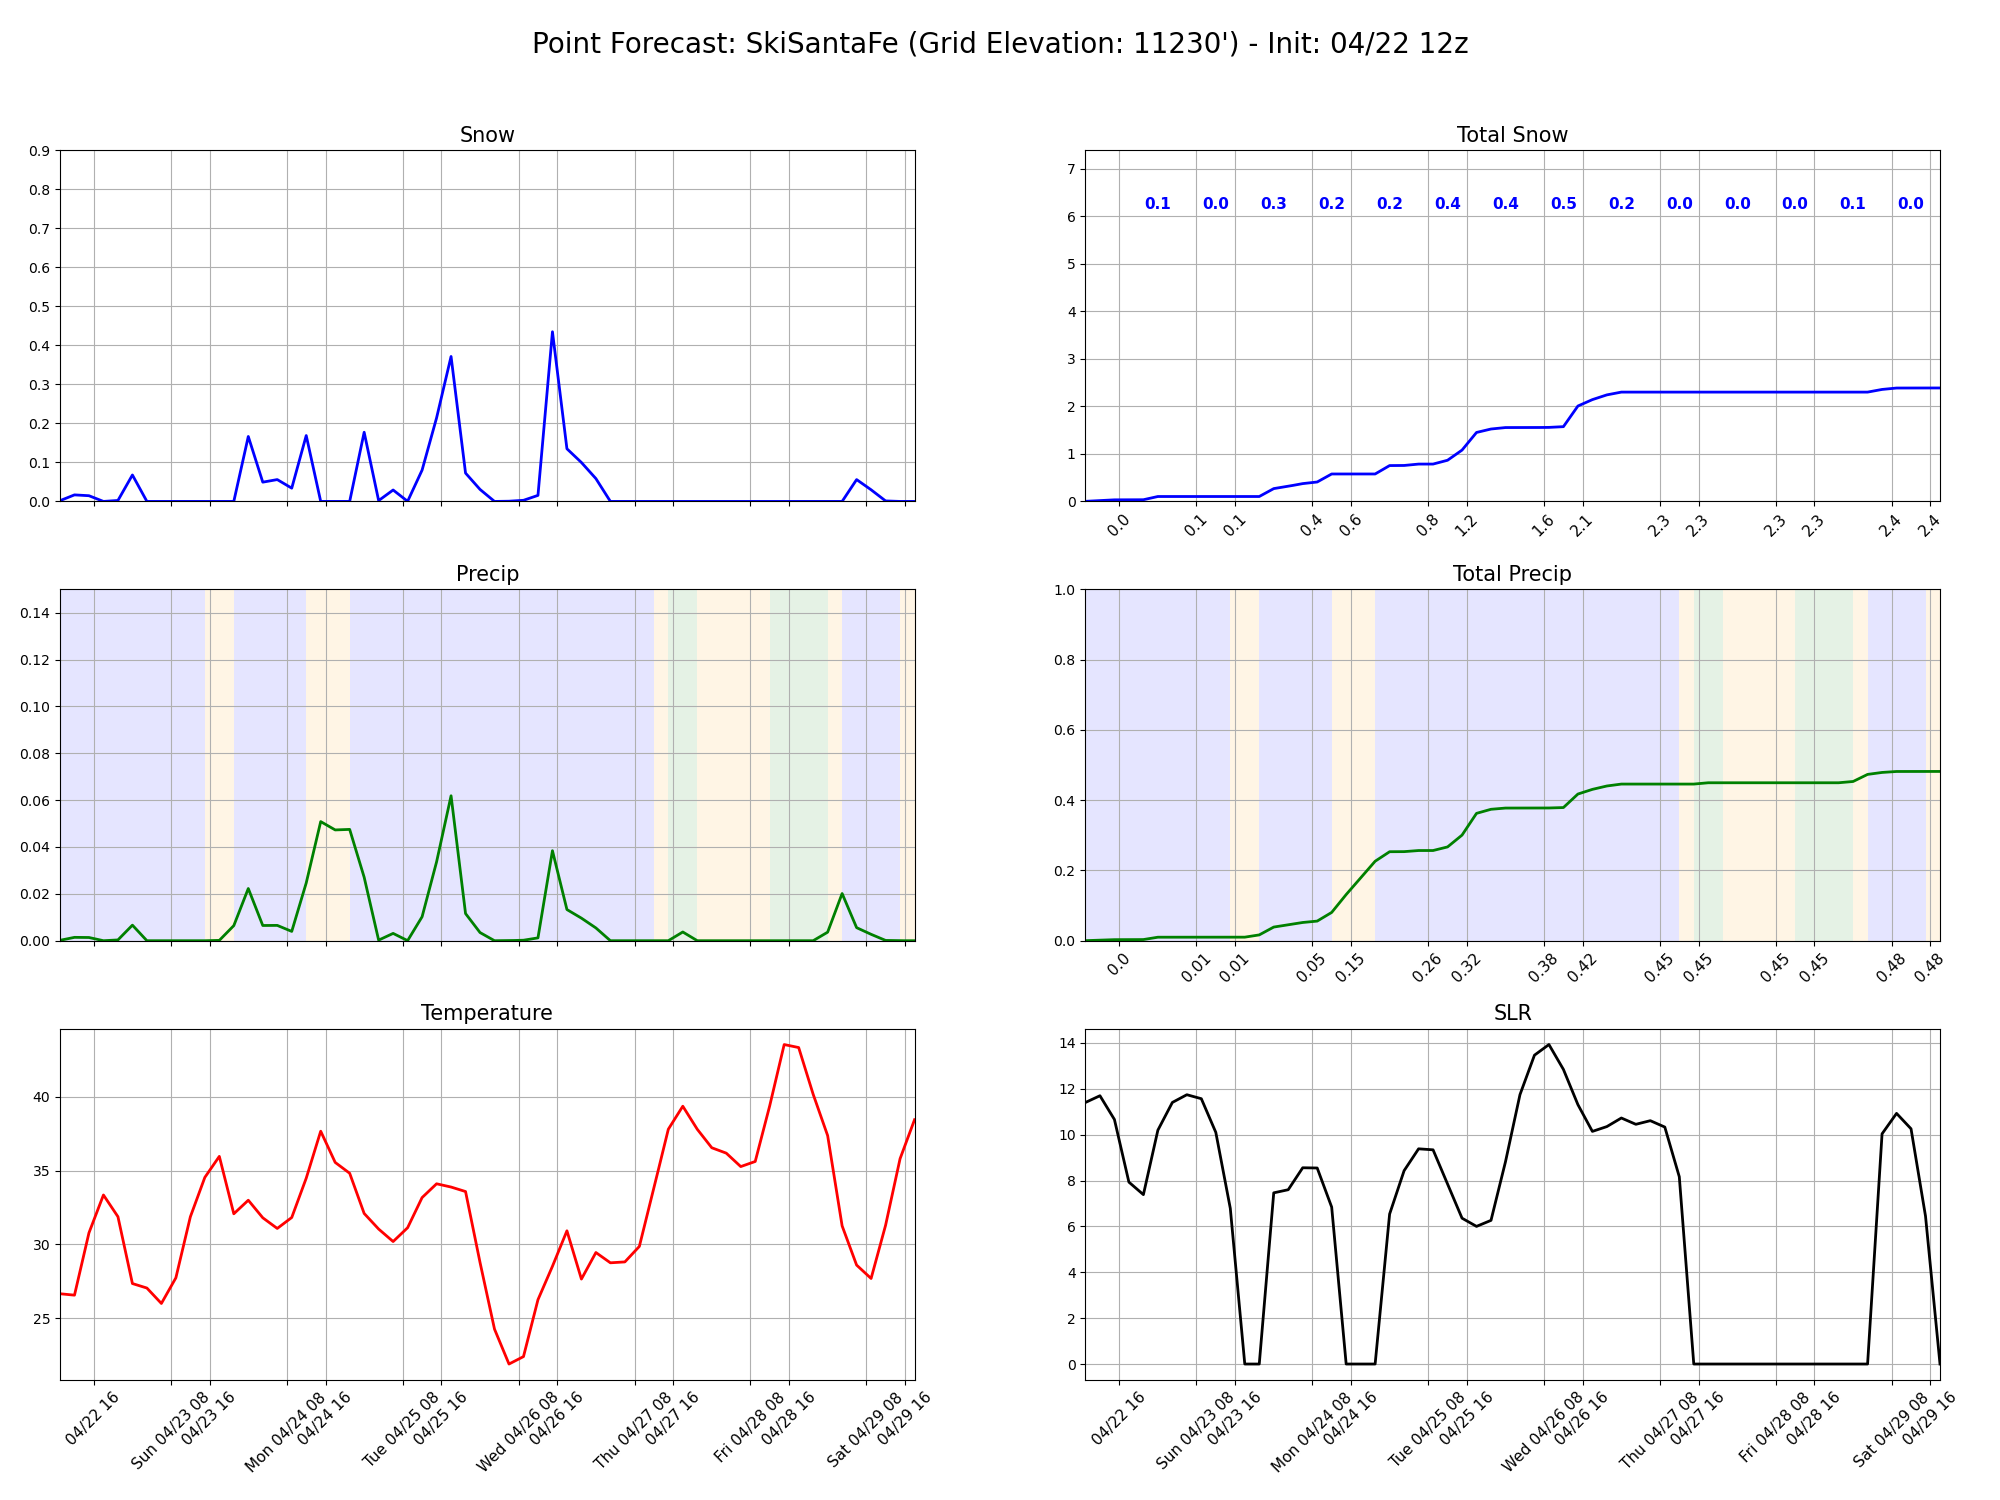 Point Forecast: SkiSantaFe (Grid Elevation: 11230') - Init: 04/22 12z
Snow
0.9
0.8
0.7
0.6
0.5
0.4
0.3
0.2
0.1
0.0
Total Snow
7
6
5
4
3
2
1
0
0.1 0.0 0.3 0.2 0.2 0.4 0.4 0.5 0.2 0.0 0.0 0.0 0.1 0.0
0.0 0.1 0.1 0.4 0.6 0.8 1.2 1.6 2.1 2.3 2.3 2.3 2.3 2.4 2.4
Precip
0.14
0.12
0.10
0.08
0.06
0.04
0.02
0.00
Total Precip
1.0
0.8
0.6
0.4
0.2
0.0
0.0 0.01 0.01 0.05 0.15 0.26 0.32 0.38 0.42 0.45 0.45 0.45 0.45 0.48 0.48
Temperature
40
35
30
25
04/22 16
Sun 04/23 08
04/23 16
Mon 04/24 08
04/24 16
Tue 04/25 08
04/25 16
Wed 04/26 08
04/26 16
Thu 04/27 08
04/27 16
Fri 04/28 08
04/28 16
Sat 04/29 08
04/29 16
SLR
14
12
10
8
6
4
2
0
04/22 16
Sun 04/23 08
04/23 16
Mon 04/24 08
04/24 16
Tue 04/25 08
04/25 16
Wed 04/26 08
04/26 16
Thu 04/27 08
04/27 16
Fri 04/28 08
04/28 16
Sat 04/29 08
04/29 16